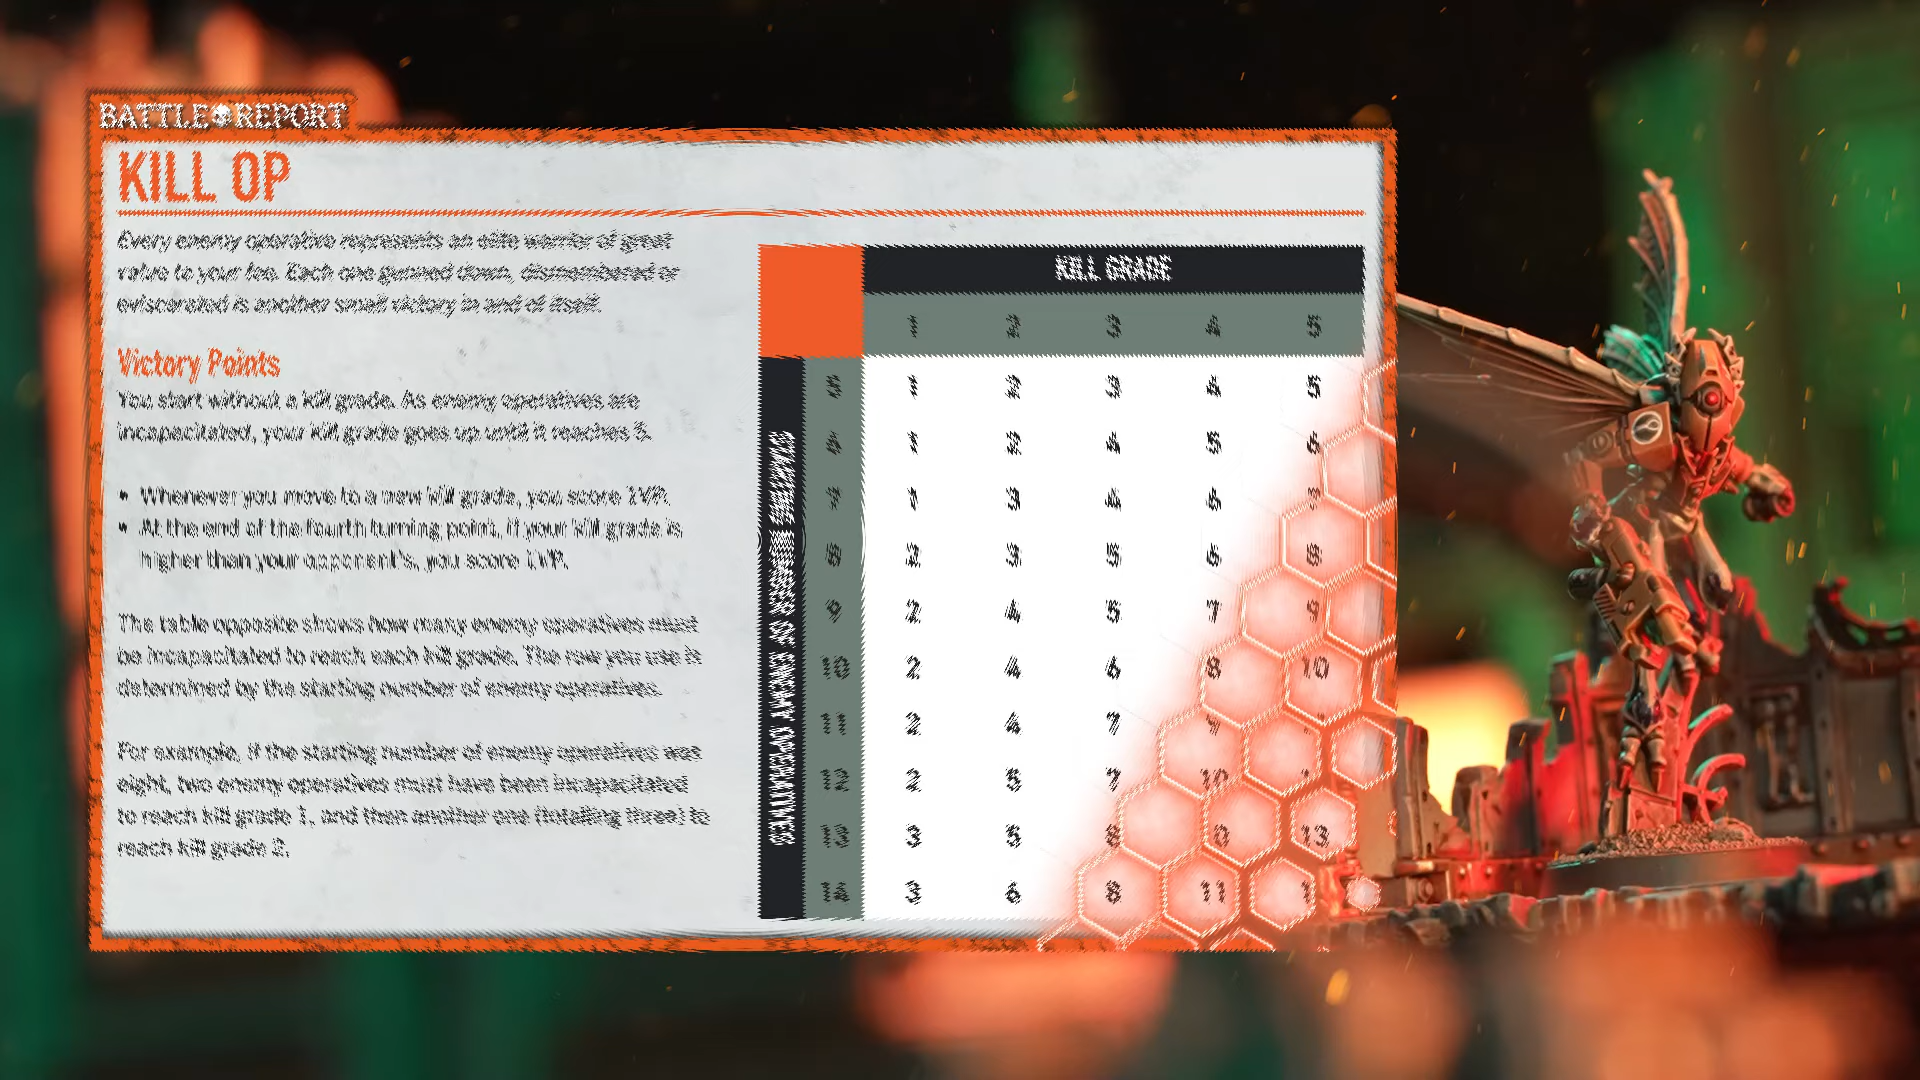 BATTLE REPORT
KILL OP
Every enemy operative represents an elite warrior of great
value to your foe. Each one gunned down, dismembered or
eviscerated is another small victory in and of itself.
Victory Points
You start without a kill grade. As enemy operatives are
incapacitated, your kill grade goes up until it reaches 5.
• Whenever you move to a new kill grade, you score 1VP.
• At the end of the fourth turning point, if your kill grade is
higher than your opponent's, you score 1VP.
The table opposite shows how many enemy operatives must
be incapacitated to reach each kill grade. The row you use is
determined by the starting number of enemy operatives.
For example, if the starting number of enemy operatives was
eight, two enemy operatives must have been incapacitated
to reach kill grade 1, and then another one (totalling three) to
reach kill grade 2.
KILL GRADE
1 2 3 4 5
STARTING NUMBER OF ENEMY OPERATIVES
5 1 2 3 4 5
6 1 2 4 5 6
7 1 3 4 6
8 2 3 5 6 8
9 2 4 5 7 9
10 2 4 6 8 10
11 2 4 7 9
12 2 5 7 10
13 3 5 8 13
14 3 6 8 11